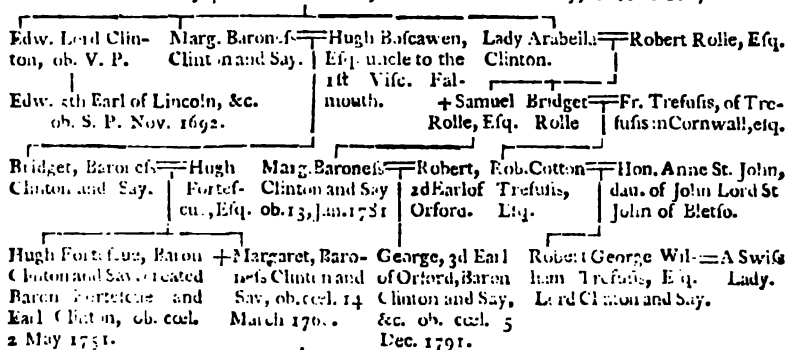 Edw. Lord Clin-
ton, ob. V. P.
Edw. 5th Earl of Lincoln, &c.
ob. S. P. Nov. 1692.
Marg. Baroness
Clinton and Say.
Hugh Boscawen,
Esq. uncle to the
1st Visc. Fal-
mouth.
Lady Arabella
Clinton.
Robert Rolle, Esq.
+Samuel
Rolle, Esq.
Bridget
Rolle
Fr. Trefusis, of Tre-
fusis in Cornwall, esq.
Bridget, Baroness
Clinton and Say.
Hugh
Fortes-
cue, Esq.
Marg. Baroness
Clinton and Say
ob. 13, Jan. 1781
Robert,
2d Earl of
Orford.
Rob. Cotton
Trefusis,
Esq.
Hon. Anne St. John,
dau. of John Lord St
John of Bletso.
Hugh Fortescue, Baron
Clinton and Say created
Baron Fortescue and
Earl Clinton, ob. cœl.
2 May 1751.
+Margaret, Baro-
ness Clinton and
Say, ob. cœl. 14
March
George, 3d Earl
of Orford, Baron
Clinton and Say,
&c. ob. cœl. 5
Dec. 1791.
Robert George Wil-
liam Trefusis, Esq.
Lord Clinton and Say.
A Swiss
Lady.